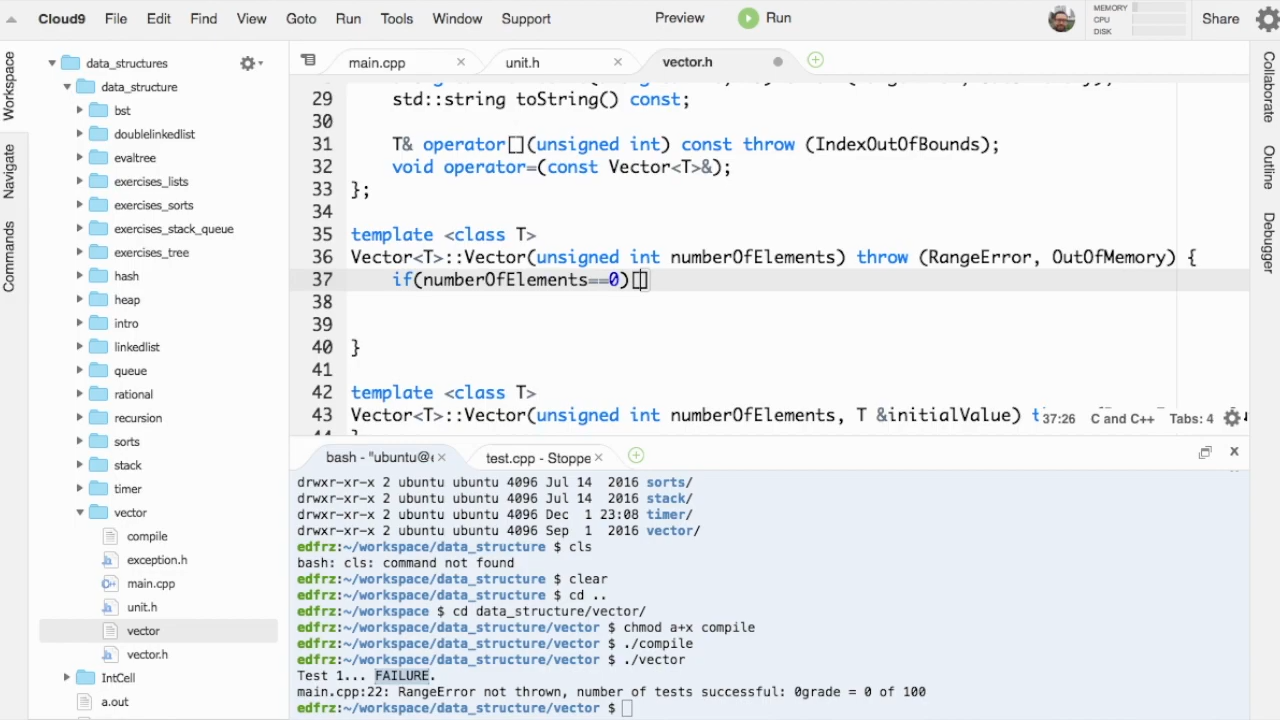 Cloud9 File Edit Find View Goto Run Tools Window Support Preview Run MEMORY CPU DISK Share
Workspace
Navigate
Commands
data_structures
data_structure
bst
doublelinkedlist
evaltree
exercises_lists
exercises_sorts
exercises_stack_queue
exercises_tree
hash
heap
intro
linkedlist
queue
rational
recursion
sorts
stack
timer
vector
compile
exception.h
main.cpp
unit.h
vector
vector.h
IntCell
a.out
main.cpp unit.h vector.h
29 std::string toString() const;
30
31 T& operator[](unsigned int) const throw (IndexOutOfBounds);
32 void operator=(const Vector<T>&);
33 };
34
35 template <class T>
36 Vector<T>::Vector(unsigned int numberOfElements) throw (RangeError, OutOfMemory) {
37 if(numberOfElements==0)[]
38
39
40 }
41
42 template <class T>
43 Vector<T>::Vector(unsigned int numberOfElements, T &initialValue)
37:26 C and C++ Tabs: 4
bash - "ubuntu@ test.cpp - Stoppe
drwxr-xr-x 2 ubuntu ubuntu 4096 Jul 14 2016 sorts/
drwxr-xr-x 2 ubuntu ubuntu 4096 Jul 14 2016 stack/
drwxr-xr-x 2 ubuntu ubuntu 4096 Dec 1 23:08 timer/
drwxr-xr-x 2 ubuntu ubuntu 4096 Sep 1 2016 vector/
edfrz:~/workspace/data_structure $ cls
bash: cls: command not found
edfrz:~/workspace/data_structure $ clear
edfrz:~/workspace/data_structure $ cd ..
edfrz:~/workspace $ cd data_structure/vector/
edfrz:~/workspace/data_structure/vector $ chmod a+x compile
edfrz:~/workspace/data_structure/vector $ ./compile
edfrz:~/workspace/data_structure/vector $ ./vector
Test 1... FAILURE.
main.cpp:22: RangeError not thrown, number of tests successful: 0grade = 0 of 100
edfrz:~/workspace/data_structure/vector $
Collaborate
Outline
Debugger